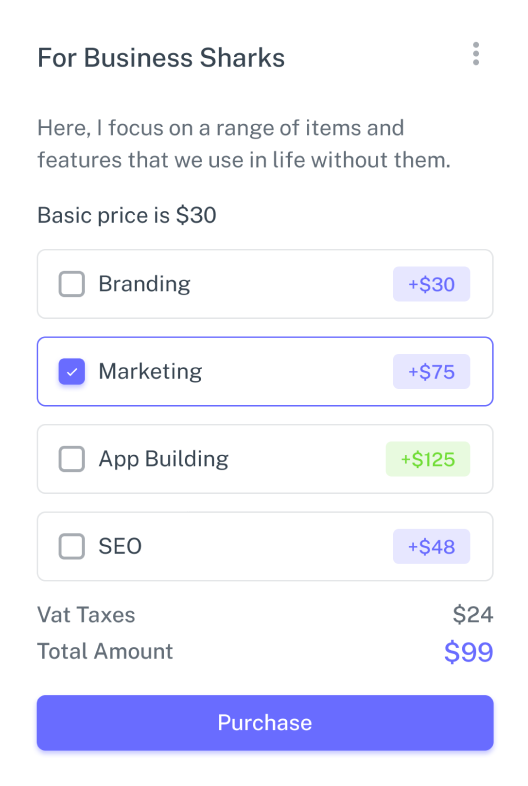 For Business Sharks
Here, I focus on a range of items and
features that we use in life without them.
Basic price is $30
Branding +$30
Marketing +$75
App Building +$125
SEO +$48
Vat Taxes $24
Total Amount $99
Purchase